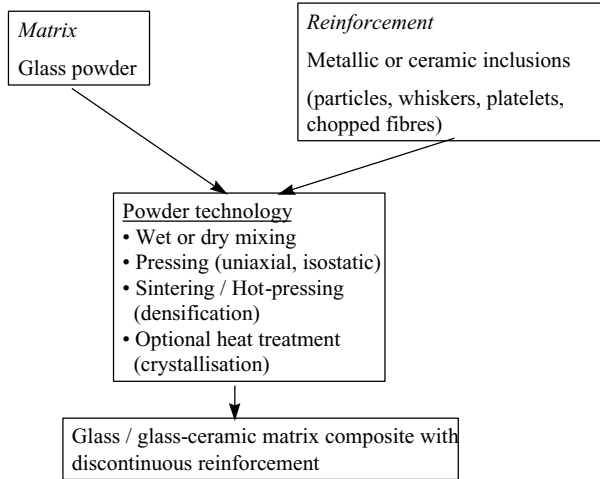 Matrix
Glass powder
Reinforcement
Metallic or ceramic inclusions
(particles, whiskers, platelets,
chopped fibres)
Powder technology
• Wet or dry mixing
• Pressing (uniaxial, isostatic)
• Sintering / Hot-pressing
(densification)
• Optional heat treatment
(crystallisation)
Glass / glass-ceramic matrix composite with
discontinuous reinforcement